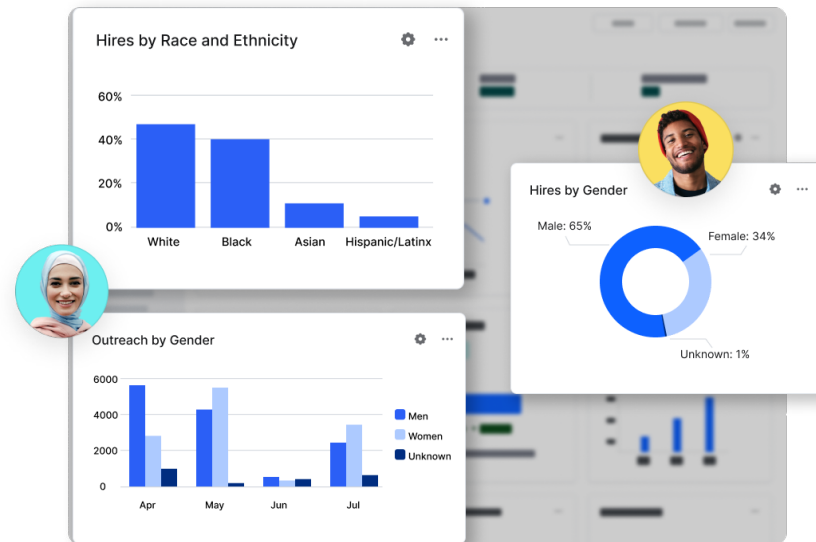 Hires by Race and Ethnicity
60%
40%
20%
0%
White Black Asian Hispanic/Latinx
Hires by Gender
Male: 65%
Female: 34%
Unknown: 1%
Outreach by Gender
6000
4000
2000
0
Apr May Jun Jul
Men
Women
Unknown